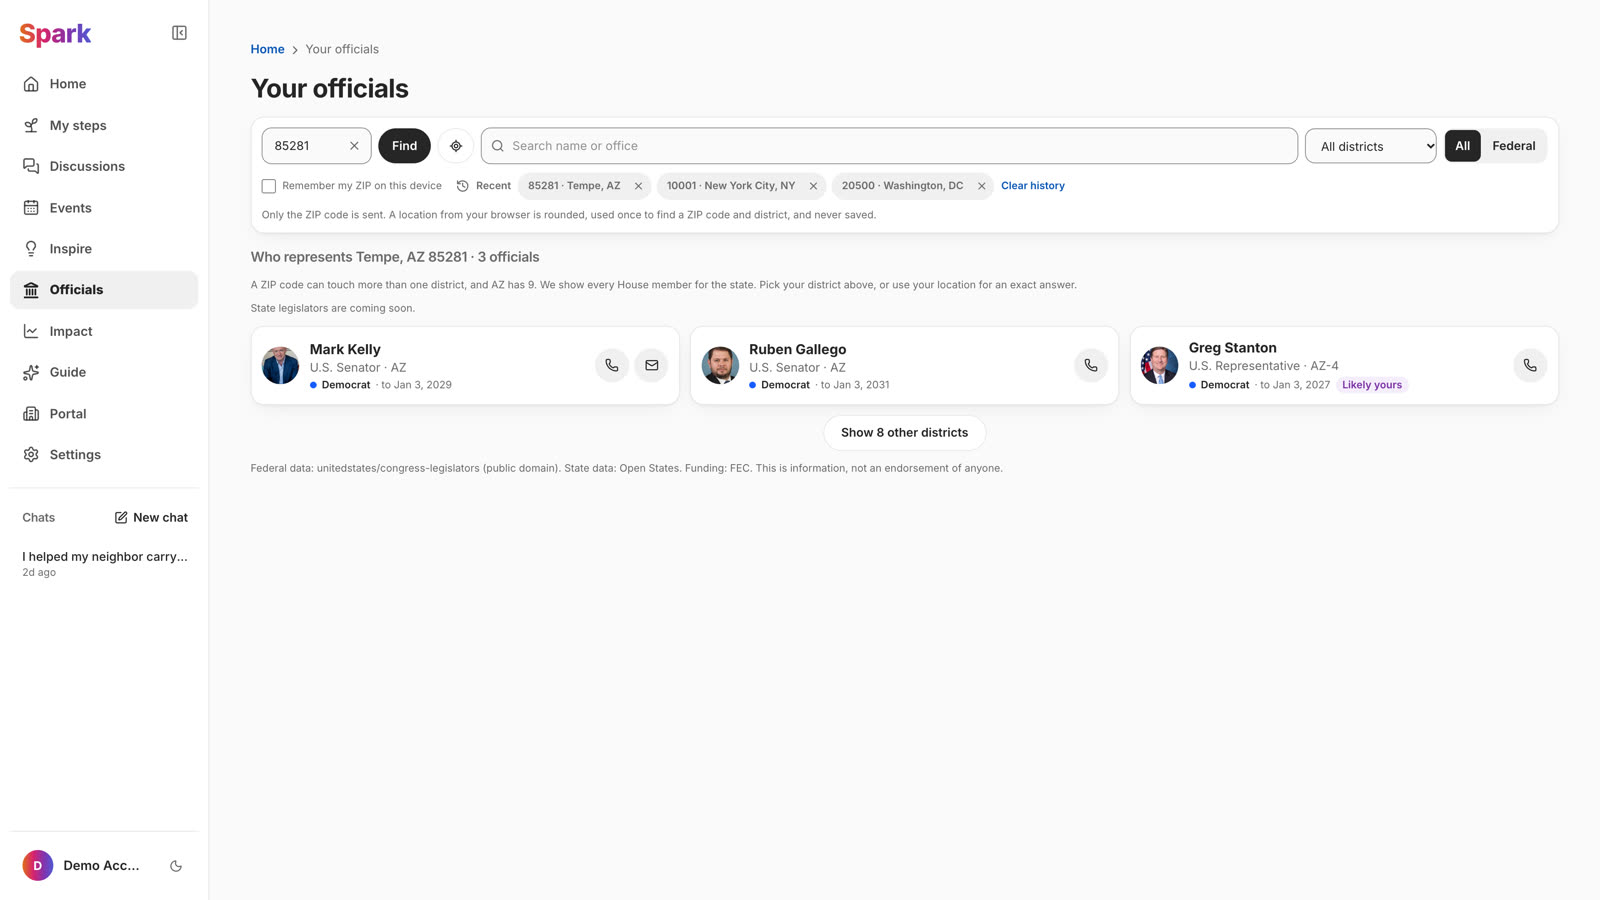 Spark
Home
My steps
Discussions
Events
Inspire
Officials
Impact
Guide
Portal
Settings
Chats
New chat
I helped my neighbor carry...
2d ago
D
Demo Acc...
Home > Your officials
Your officials
85281
Find
Search name or office
All districts
All
Federal
Remember my ZIP on this device
Recent
85281 · Tempe, AZ
10001 · New York City, NY
20500 · Washington, DC
Clear history
Only the ZIP code is sent. A location from your browser is rounded, used once to find a ZIP code and district, and never saved.
Who represents Tempe, AZ 85281 · 3 officials
A ZIP code can touch more than one district, and AZ has 9. We show every House member for the state. Pick your district above, or use your location for an exact answer.
State legislators are coming soon.
Mark Kelly
U.S. Senator · AZ
Democrat · to Jan 3, 2029
Ruben Gallego
U.S. Senator · AZ
Democrat · to Jan 3, 2031
Greg Stanton
U.S. Representative · AZ-4
Democrat · to Jan 3, 2027 Likely yours
Show 8 other districts
Federal data: unitedstates/congress-legislators (public domain). State data: Open States. Funding: FEC. This is information, not an endorsement of anyone.